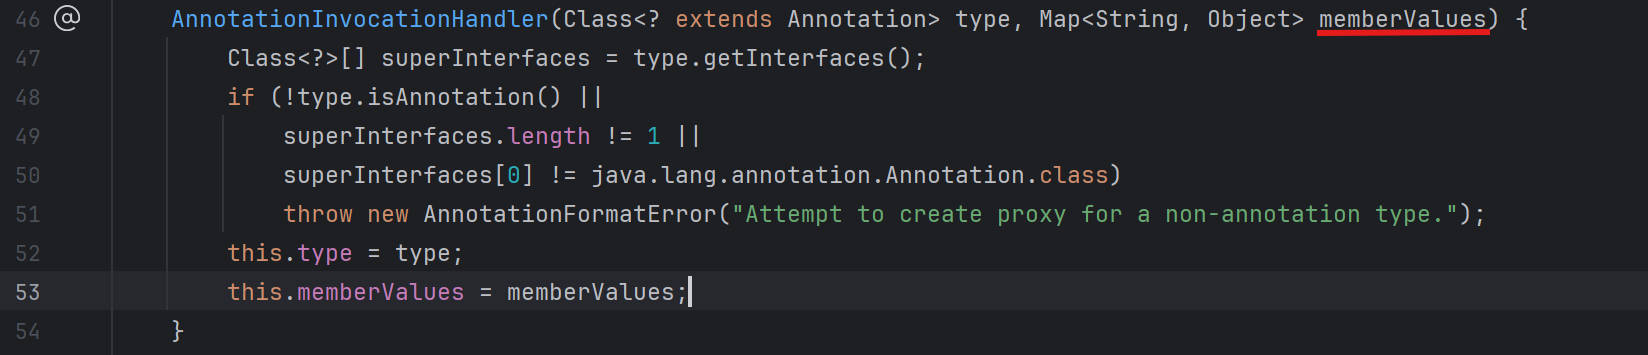 46 @ AnnotationInvocationHandler(Class<? extends Annotation> type, Map<String, Object> memberValues) {
47 Class<?>[] superInterfaces = type.getInterfaces();
48 if (!type.isAnnotation() ||
49 superInterfaces.length != 1 ||
50 superInterfaces[0] != java.lang.annotation.Annotation.class)
51 throw new AnnotationFormatError("Attempt to create proxy for a non-annotation type.");
52 this.type = type;
53 this.memberValues = memberValues;
54 }